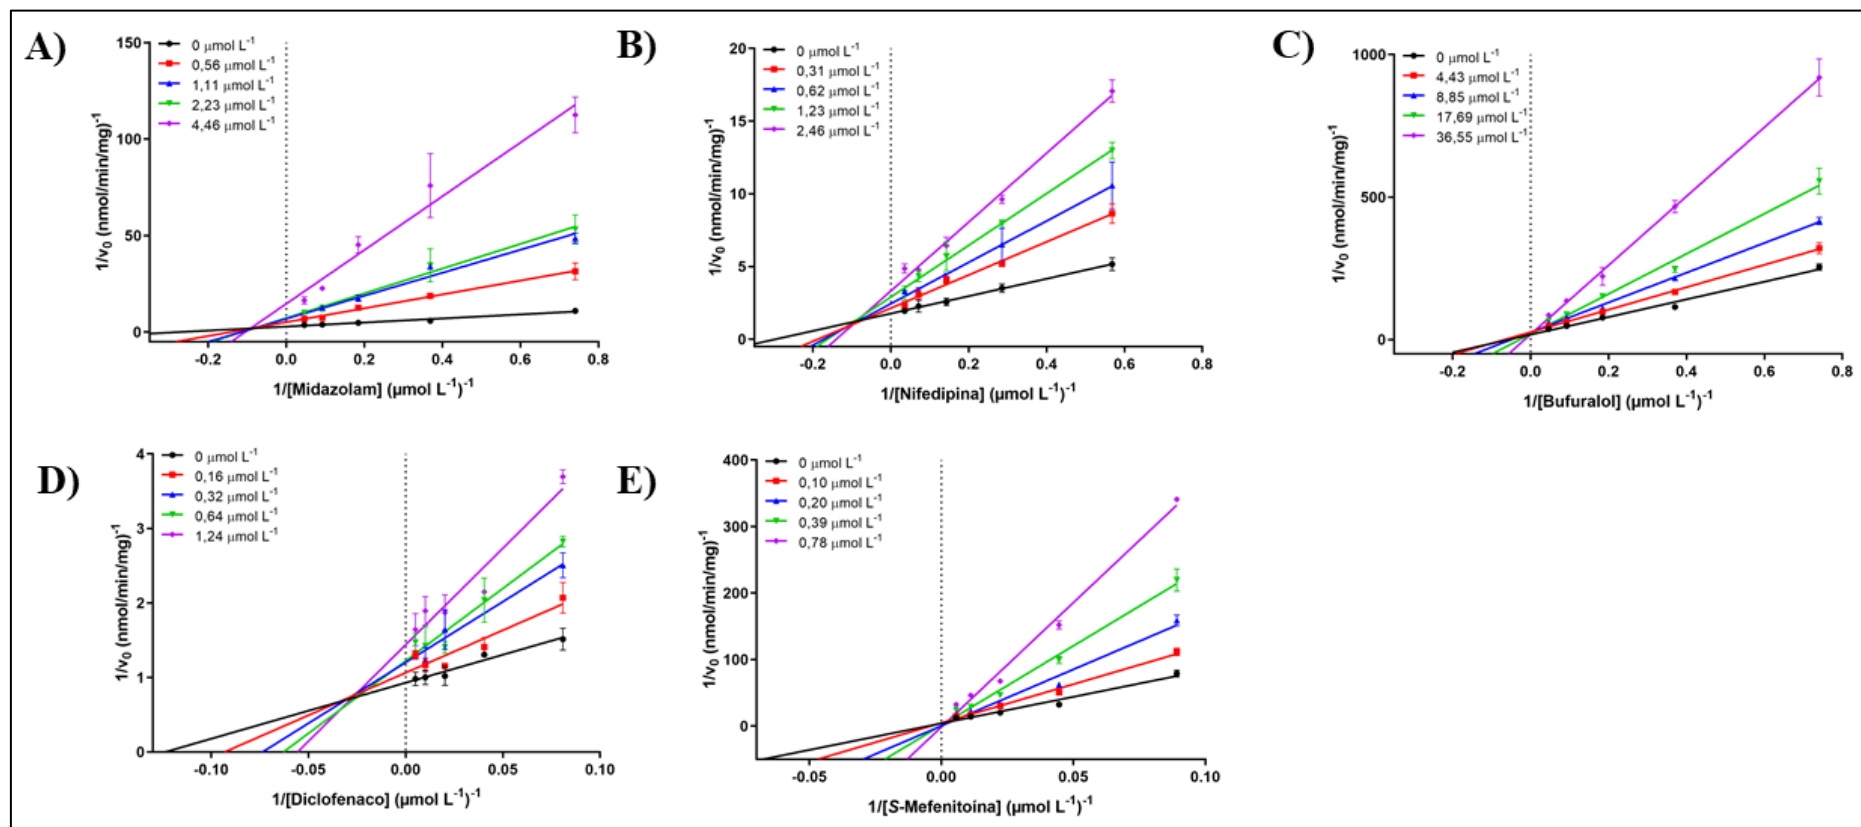 A)
0 µmol L⁻¹
0,56 µmol L⁻¹
1,11 µmol L⁻¹
2,23 µmol L⁻¹
4,46 µmol L⁻¹
150
100
50
0
1/v₀ (nmol/min/mg)⁻¹
-0.2 0.0 0.2 0.4 0.6 0.8
1/[Midazolam] (µmol L⁻¹)⁻¹
B)
0 µmol L⁻¹
0,31 µmol L⁻¹
0,62 µmol L⁻¹
1,23 µmol L⁻¹
2,46 µmol L⁻¹
20
15
10
5
0
1/v₀ (nmol/min/mg)⁻¹
-0.2 0.0 0.2 0.4 0.6 0.8
1/[Nifedipina] (µmol L⁻¹)⁻¹
C)
0 µmol L⁻¹
4,43 µmol L⁻¹
8,85 µmol L⁻¹
17,69 µmol L⁻¹
36,55 µmol L⁻¹
1000
500
0
1/v₀ (nmol/min/mg)⁻¹
-0.2 0.0 0.2 0.4 0.6 0.8
1/[Bufuralol] (µmol L⁻¹)⁻¹
D)
0 µmol L⁻¹
0,16 µmol L⁻¹
0,32 µmol L⁻¹
0,64 µmol L⁻¹
1,24 µmol L⁻¹
4
3
2
1
0
1/v₀ (nmol/min/mg)⁻¹
-0.10 -0.05 0.00 0.05 0.10
1/[Diclofenaco] (µmol L⁻¹)⁻¹
E)
0 µmol L⁻¹
0,10 µmol L⁻¹
0,20 µmol L⁻¹
0,39 µmol L⁻¹
0,78 µmol L⁻¹
400
300
200
100
0
1/v₀ (nmol/min/mg)⁻¹
-0.05 0.00 0.05 0.10
1/[S-Mefenitoína] (µmol L⁻¹)⁻¹